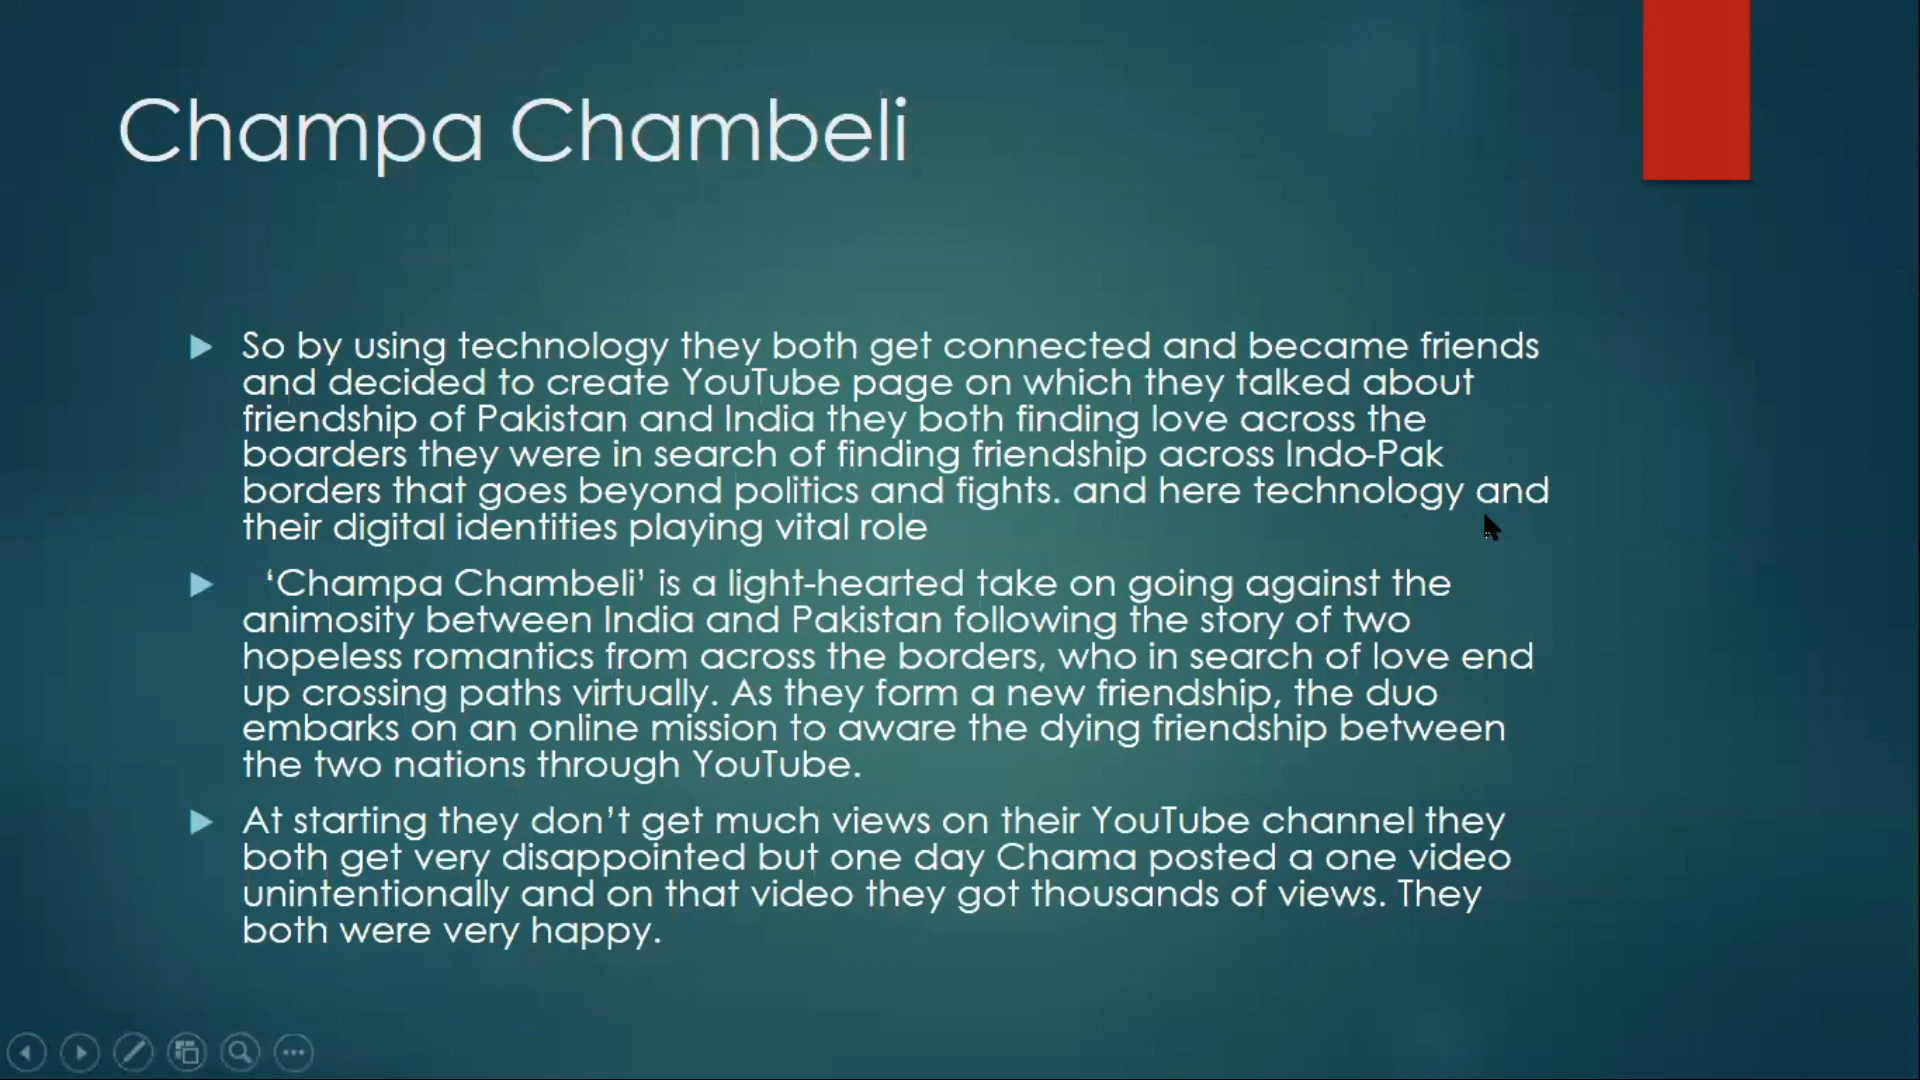 Champa Chambeli
So by using technology they both get connected and became friends
and decided to create YouTube page on which they talked about
friendship of Pakistan and India they both finding love across the
boarders they were in search of finding friendship across Indo-Pak
borders that goes beyond politics and fights. and here technology and
their digital identities playing vital role
‘Champa Chambeli’ is a light-hearted take on going against the
animosity between India and Pakistan following the story of two
hopeless romantics from across the borders, who in search of love end
up crossing paths virtually. As they form a new friendship, the duo
embarks on an online mission to aware the dying friendship between
the two nations through YouTube.
At starting they don’t get much views on their YouTube channel they
both get very disappointed but one day Chama posted a one video
unintentionally and on that video they got thousands of views. They
both were very happy.